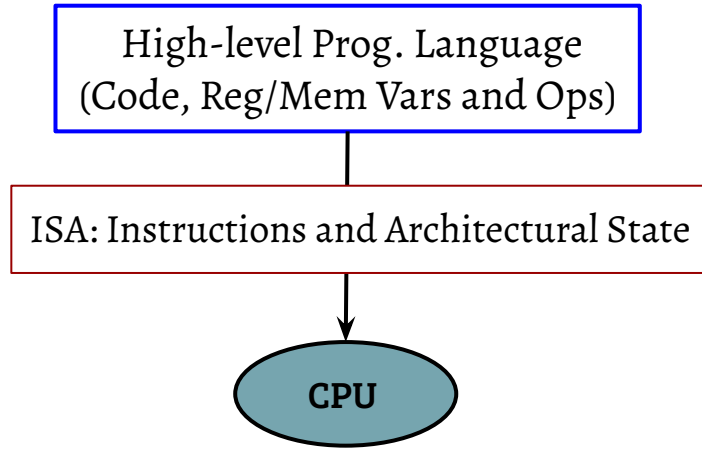 High-level Prog. Language
(Code, Reg/Mem Vars and Ops)
ISA: Instructions and Architectural State
CPU